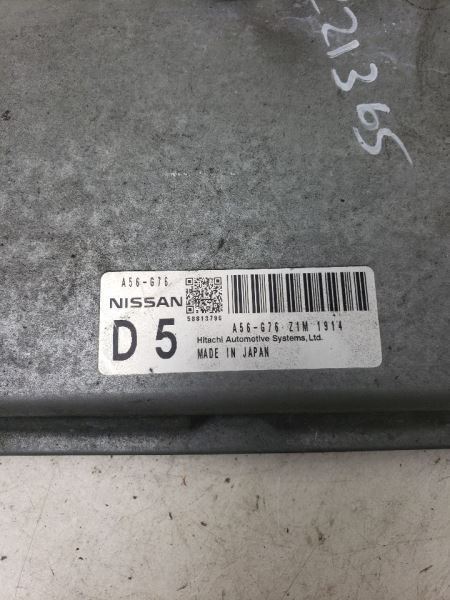 21365
A56-G76
NISSAN
58813796
D5
A56-G76 Z1M 1914
Hitachi Automotive Systems, Ltd.
MADE IN JAPAN